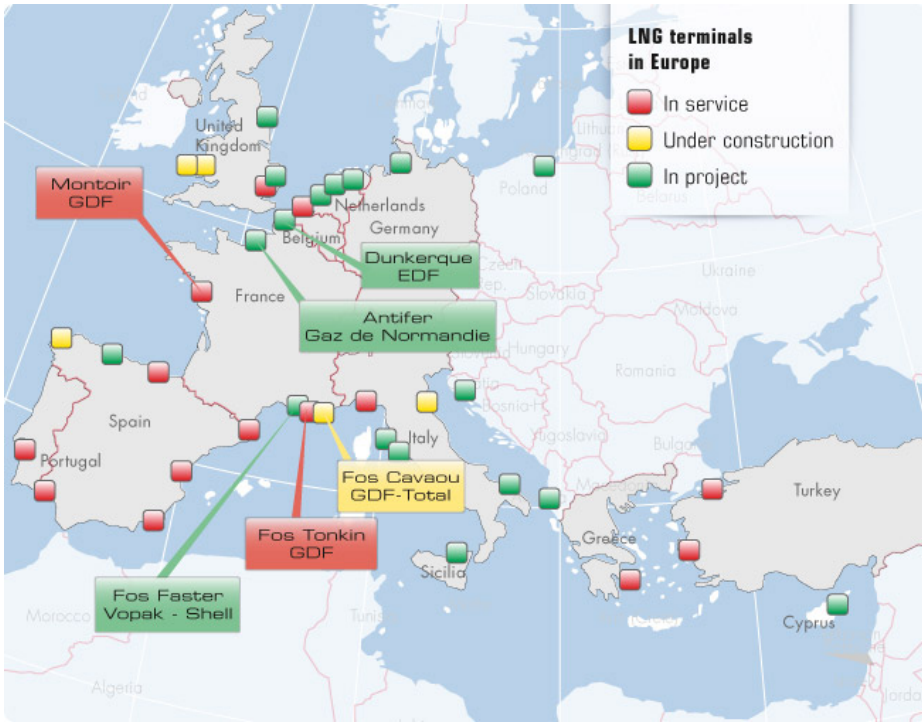 LNG terminals
in Europe
In service
Under construction
In project
United
Kingdom
Montoir
GDF
Netherlands
Germany
Belgium
Poland
Belarus
Dunkerque
EDF
Ukraine
Slovakia
Moldova
France
Antifer
Gaz de Normandie
Hungary
Romania
Spain
Portugal
Italy
Yugoslavia
Fos Cavaou
GDF-Total
Turkey
Fos Tonkin
GDF
Greece
Sicilia
Fos Faster
Vopak - Shell
Morocco
Cyprus
Algeria